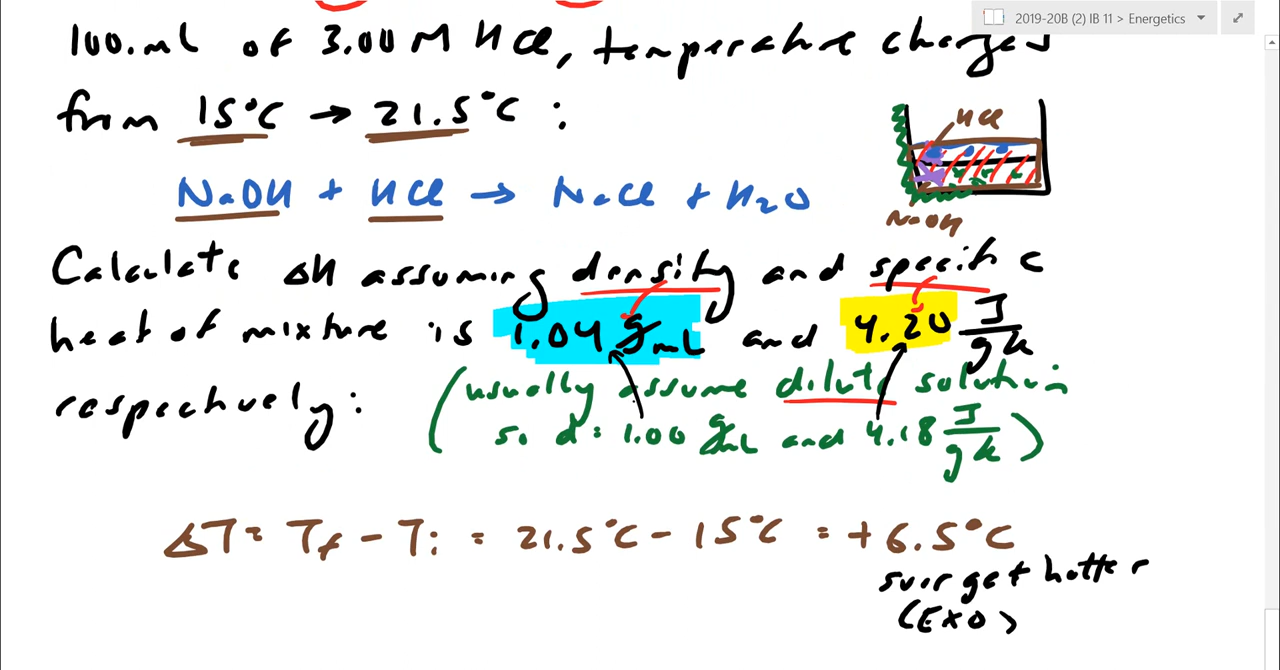 2019-20B (2) IB 11 > Energetics
100.mL of 3.00M HCl, temperature changes
from 15°C → 21.5°C :
HCl
NaOH + HCl → NaCl + H2O
NaOH
Calculate ΔH assuming density and specific
heat of mixture is 1.04 g/mL and 4.20 J/gK
respectively:
(usually assume dilute solution
so d = 1.00 g/mL and 4.18 J/gK)
ΔT = Tf - Ti = 21.5°C - 15°C = +6.5°C
surr get hotter
(EXO)